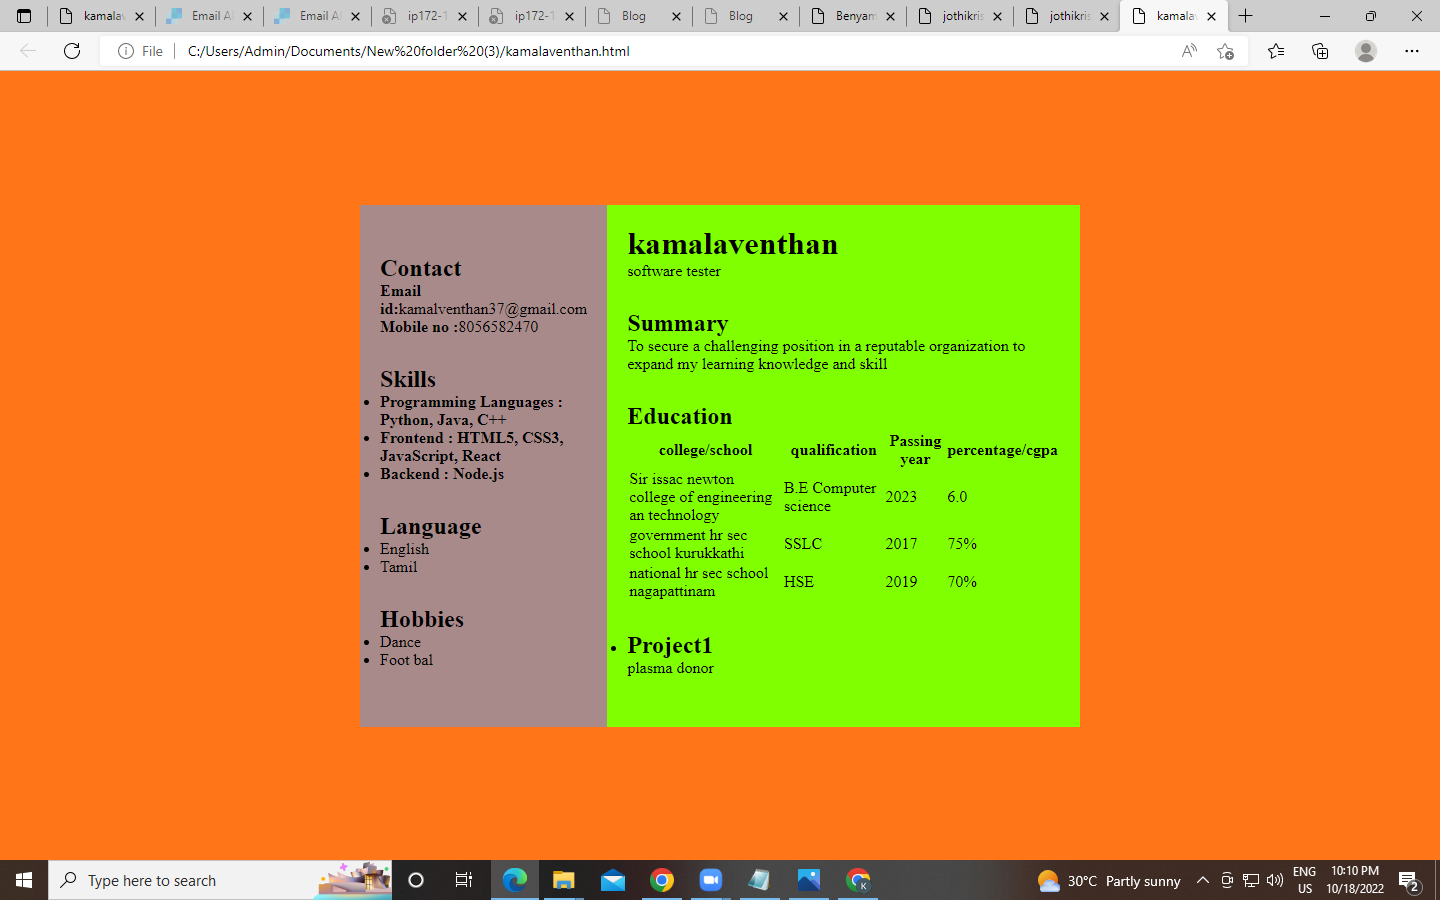 kamalav
Email A
Email A
ip172-1
ip172-1
Blog
Blog
Benyam
jothikris
jothikris
kamalav
File
C:/Users/Admin/Documents/New%20folder%20(3)/kamalaventhan.html
Contact
Email
id:kamalventhan37@gmail.com
Mobile no :8056582470
Skills
Programming Languages :
Python, Java, C++
Frontend : HTML5, CSS3,
JavaScript, React
Backend : Node.js
Language
English
Tamil
Hobbies
Dance
Foot bal
kamalaventhan
software tester
Summary
To secure a challenging position in a reputable organization to
expand my learning knowledge and skill
Education
college/school qualification Passing year percentage/cgpa
Sir issac newton
college of engineering
an technology
B.E Computer
science
2023
6.0
government hr sec
school kurukkathi
SSLC
2017
75%
national hr sec school
nagapattinam
HSE
2019
70%
Project1
plasma donor
Type here to search
K
30°C Partly sunny
ENG
US
10:10 PM
10/18/2022
2